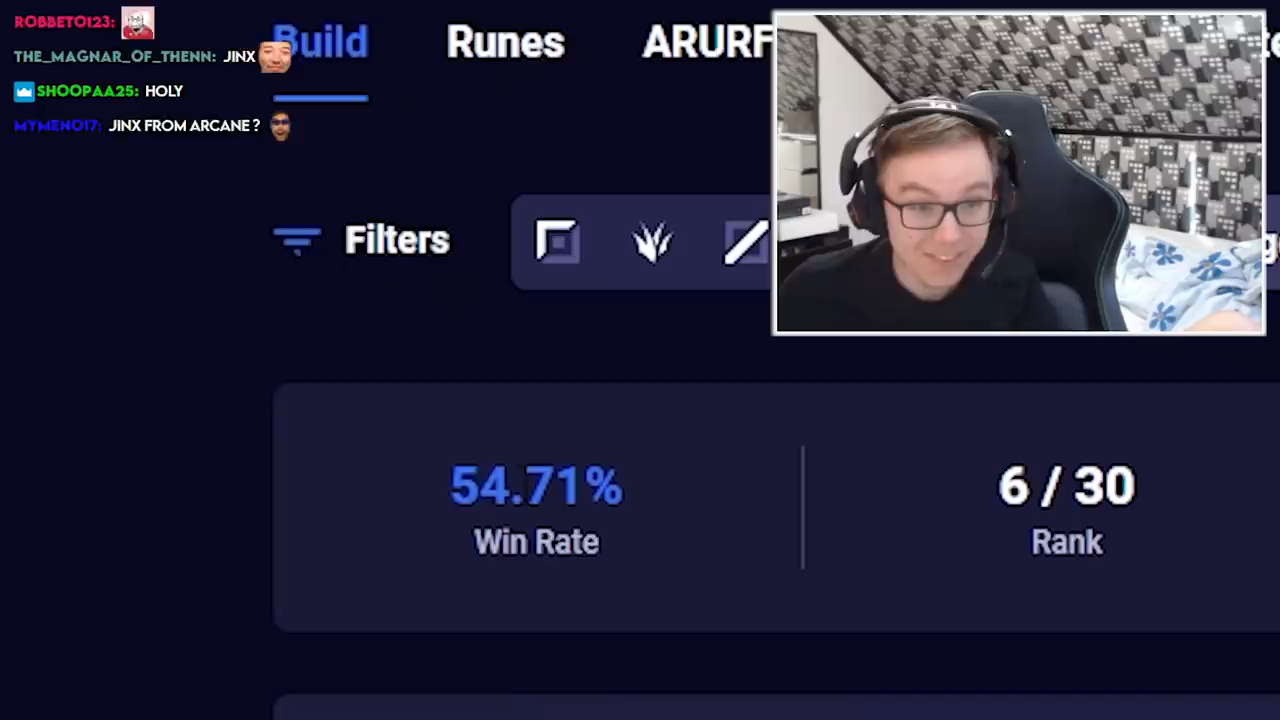 ROBBETO123:
THE_MAGNAR_OF_THENN: JINX
SHOOPAA25: HOLY
MYMEN017: JINX FROM ARCANE ?
Build Runes ARURF
Filters
54.71% 6 / 30
Win Rate Rank